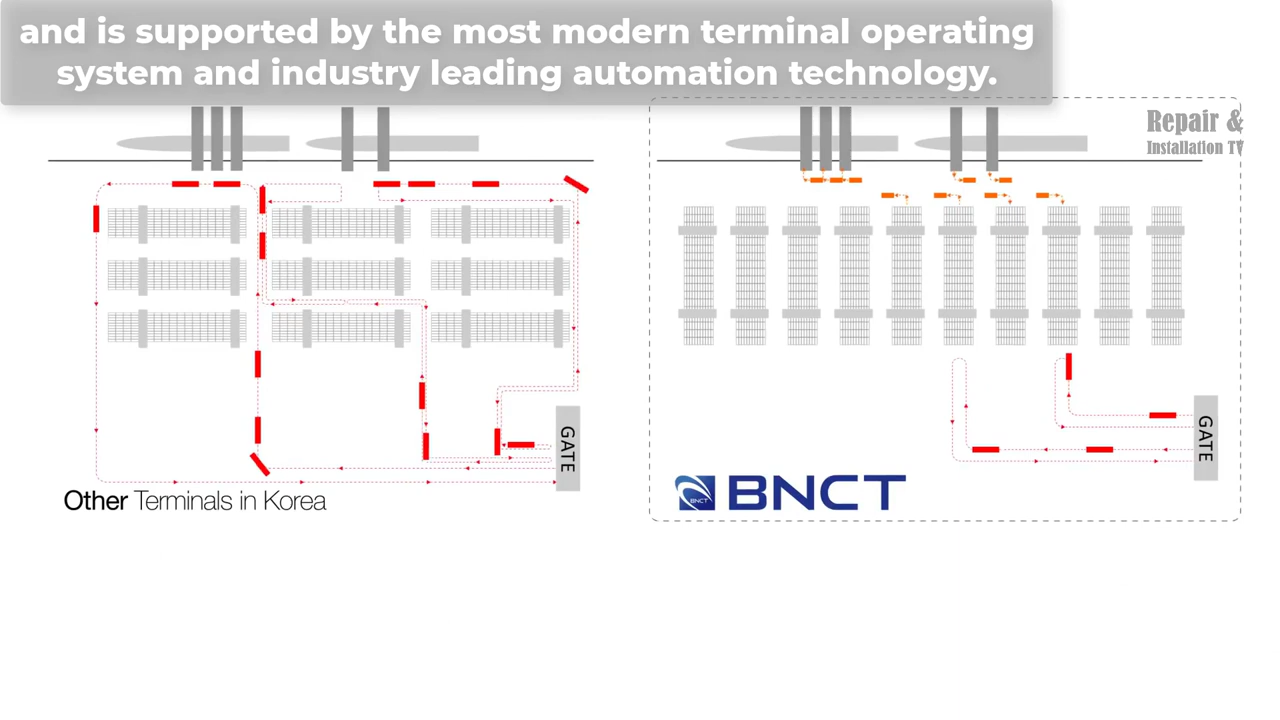 and is supported by the most modern terminal operating
system and industry leading automation technology.
Repair &
Installation TV
GATE
GATE
Other Terminals in Korea
BNCT
BNCT